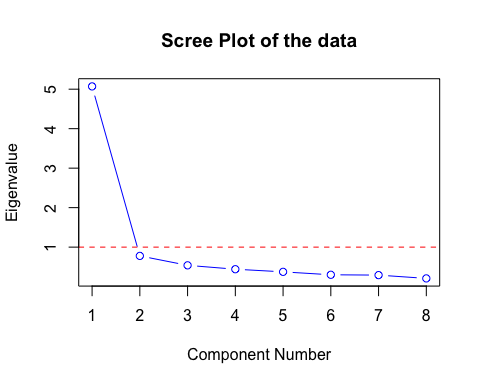 Scree Plot of the data
Eigenvalue
5
4
3
2
1
1 2 3 4 5 6 7 8
Component Number